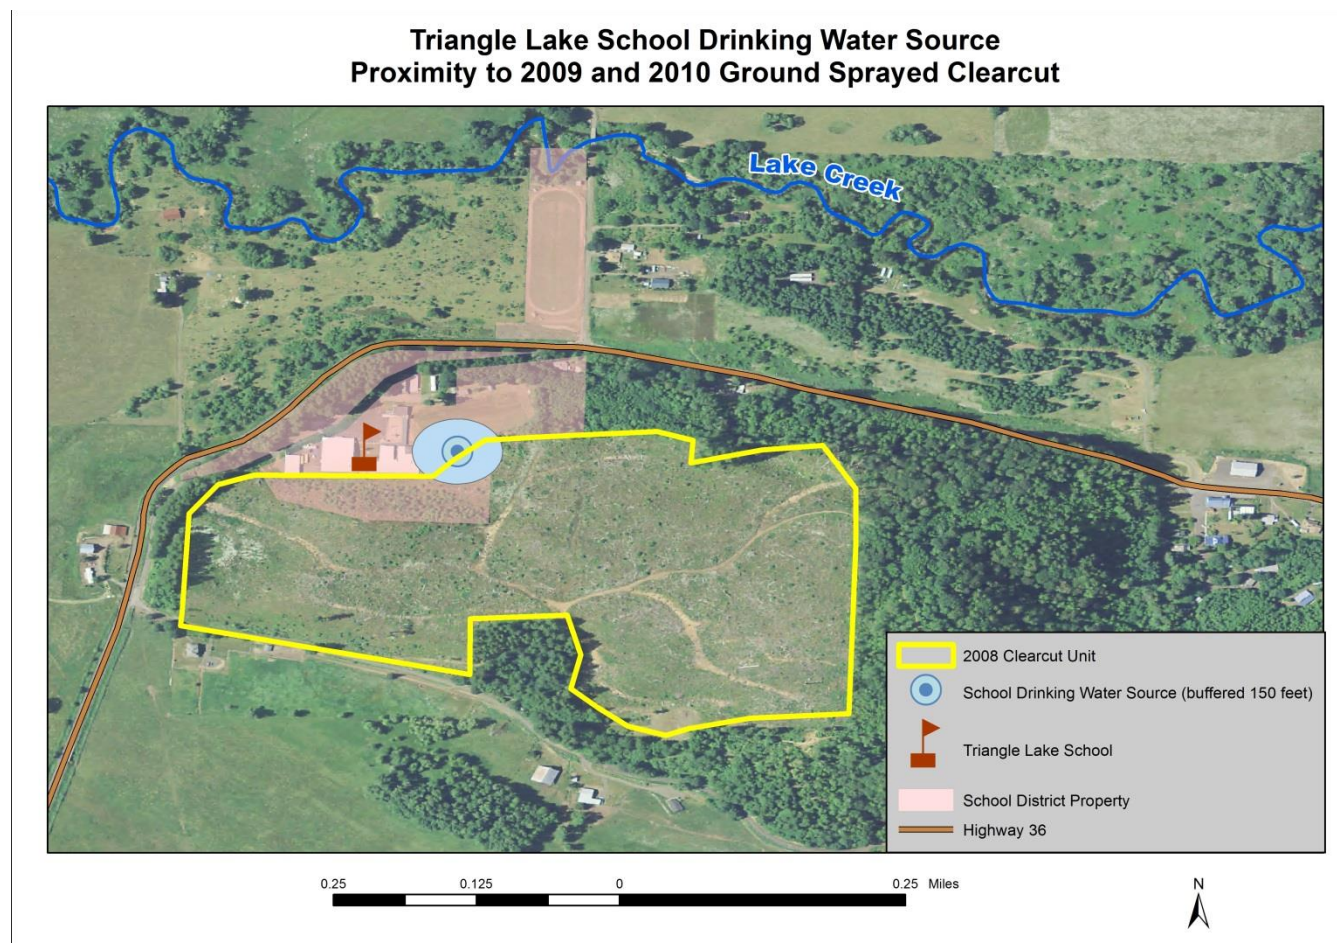 Triangle Lake School Drinking Water Source
Proximity to 2009 and 2010 Ground Sprayed Clearcut
Lake Creek
2008 Clearcut Unit
School Drinking Water Source (buffered 150 feet)
Triangle Lake School
School District Property
Highway 36
0.25 0.125 0 0.25 Miles
N